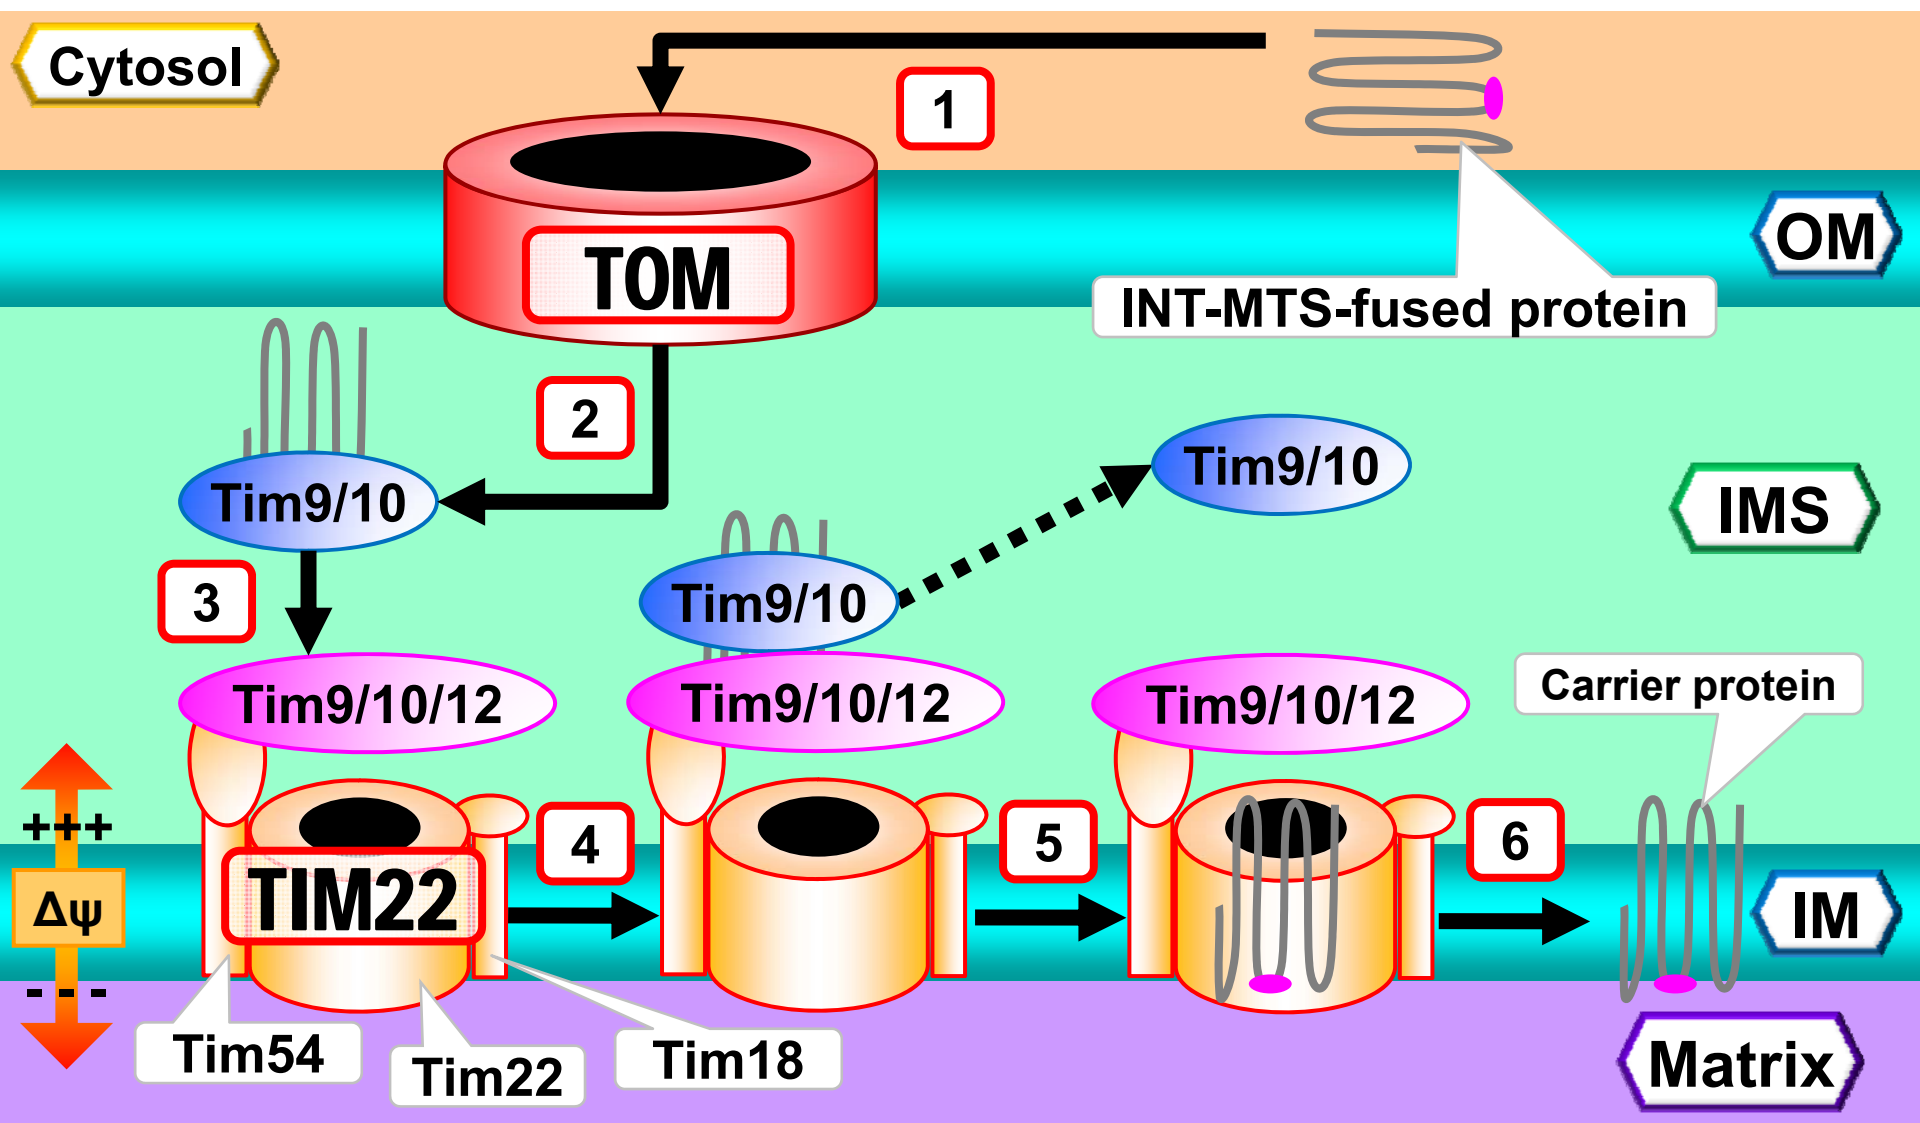 Cytosol
1
OM
TOM
INT-MTS-fused protein
2
Tim9/10
Tim9/10
IMS
3
Tim9/10
Tim9/10/12
Tim9/10/12
Tim9/10/12
Carrier protein
+++
4
5
6
TIM22
Δψ
IM
- - -
Tim54
Tim22
Tim18
Matrix